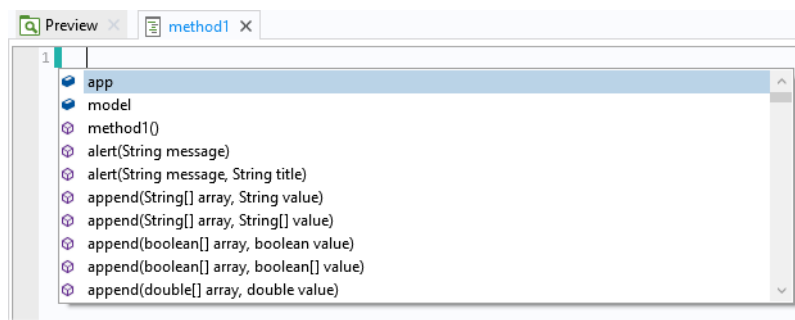 Preview method1
1
app
model
method1()
alert(String message)
alert(String message, String title)
append(String[] array, String value)
append(String[] array, String[] value)
append(boolean[] array, boolean value)
append(boolean[] array, boolean[] value)
append(double[] array, double value)